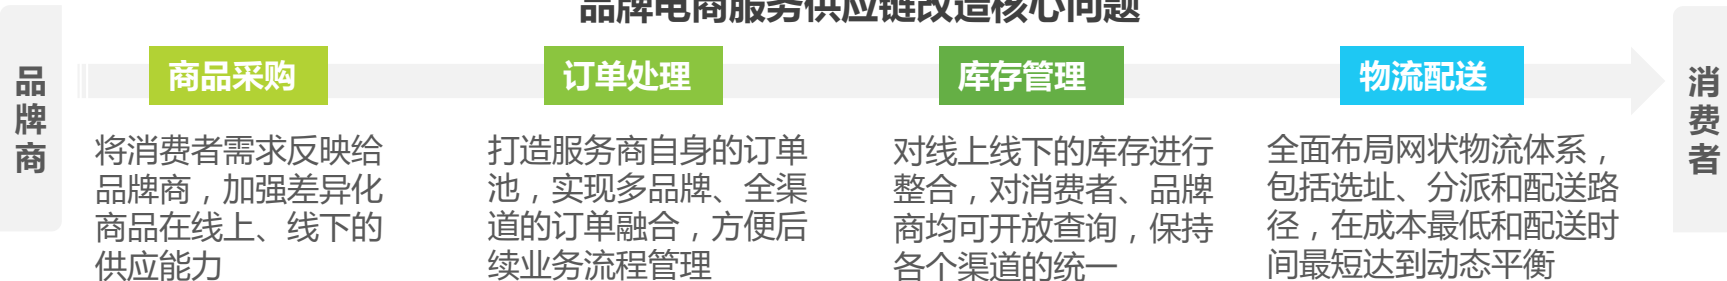 品牌电商服务供应链改造核心问题
品牌商
商品采购
订单处理
库存管理
物流配送
消费者
将消费者需求反映给
品牌商，加强差异化
商品在线上、线下的
供应能力
打造服务商自身的订单
池，实现多品牌、全渠
道的订单融合，方便后
续业务流程管理
对线上线下的库存进行
整合，对消费者、品牌
商均可开放查询，保持
各个渠道的统一
全面布局网状物流体系，
包括选址、分派和配送路
径，在成本最低和配送时
间最短达到动态平衡